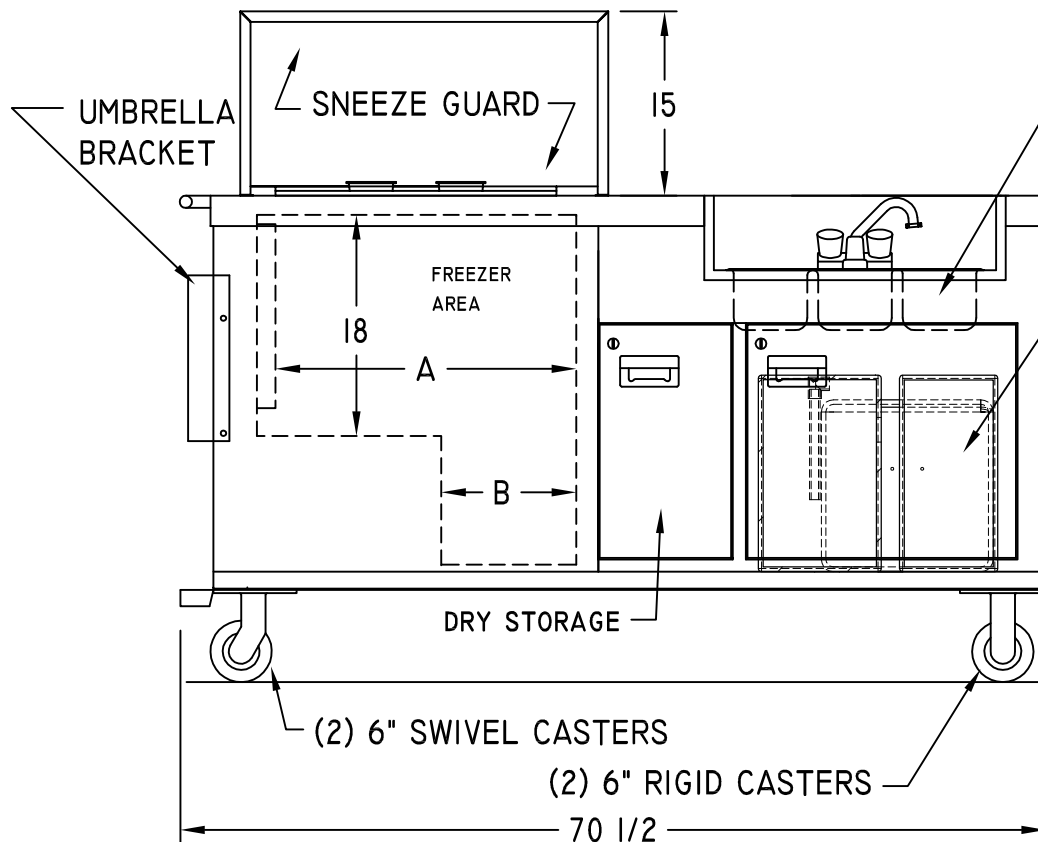 UMBRELLA
BRACKET
SNEEZE GUARD
15
FREEZER
AREA
18
A
B
DRY STORAGE
(2) 6" SWIVEL CASTERS
(2) 6" RIGID CASTERS
70 1/2